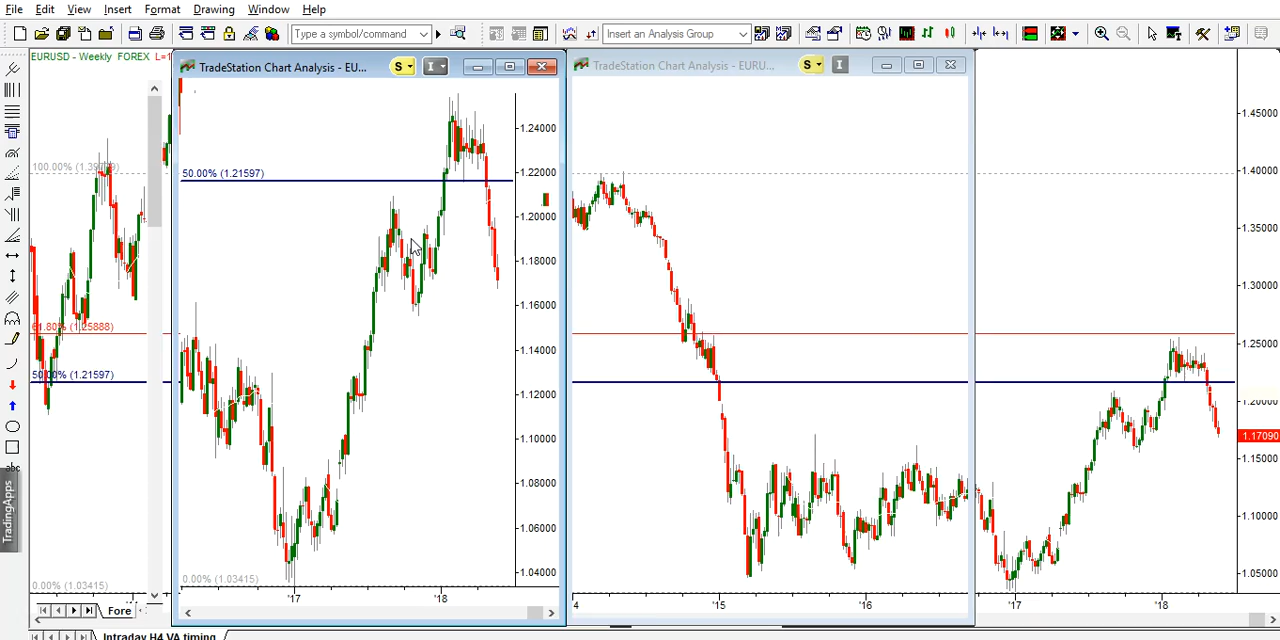 File Edit View Insert Format Drawing Window Help
Type a symbol/command
Insert an Analysis Group
EURUSD - Weekly FOREX L=1
TradeStation Chart Analysis - EU...
S
I
TradeStation Chart Analysis - EURU...
S
I
100.00% (1.39
61.80% (1.25888)
50.00% (1.21597)
0.00% (1.03415)
50.00% (1.21597)
0.00% (1.03415)
1.24000
1.22000
1.20000
1.18000
1.16000
1.14000
1.12000
1.10000
1.08000
1.06000
1.04000
'17
'18
1.45000
1.40000
1.35000
1.30000
1.25000
1.20000
1.17090
1.15000
1.10000
1.05000
4
'15
'16
'17
'18
abc
TradingApps
Fore
Intraday H4 VA timing